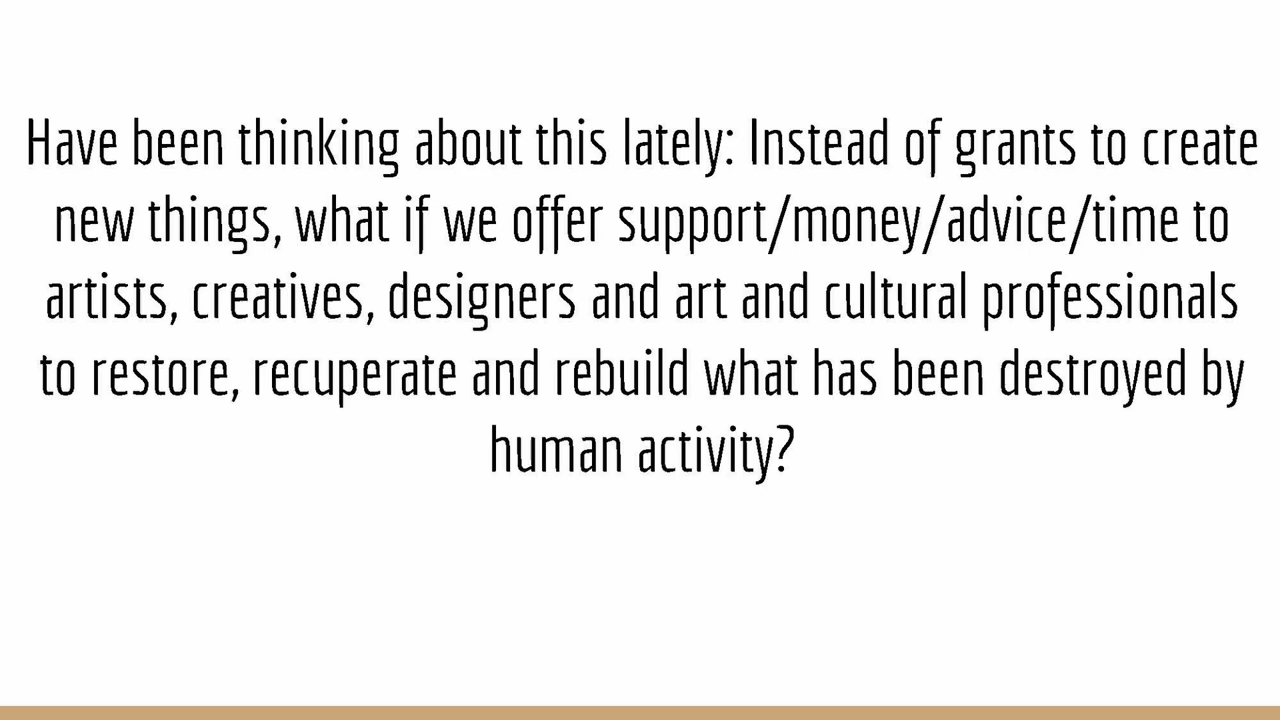 Have been thinking about this lately: Instead of grants to create
new things, what if we offer support/money/advice/time to
artists, creatives, designers and art and cultural professionals
to restore, recuperate and rebuild what has been destroyed by
human activity?